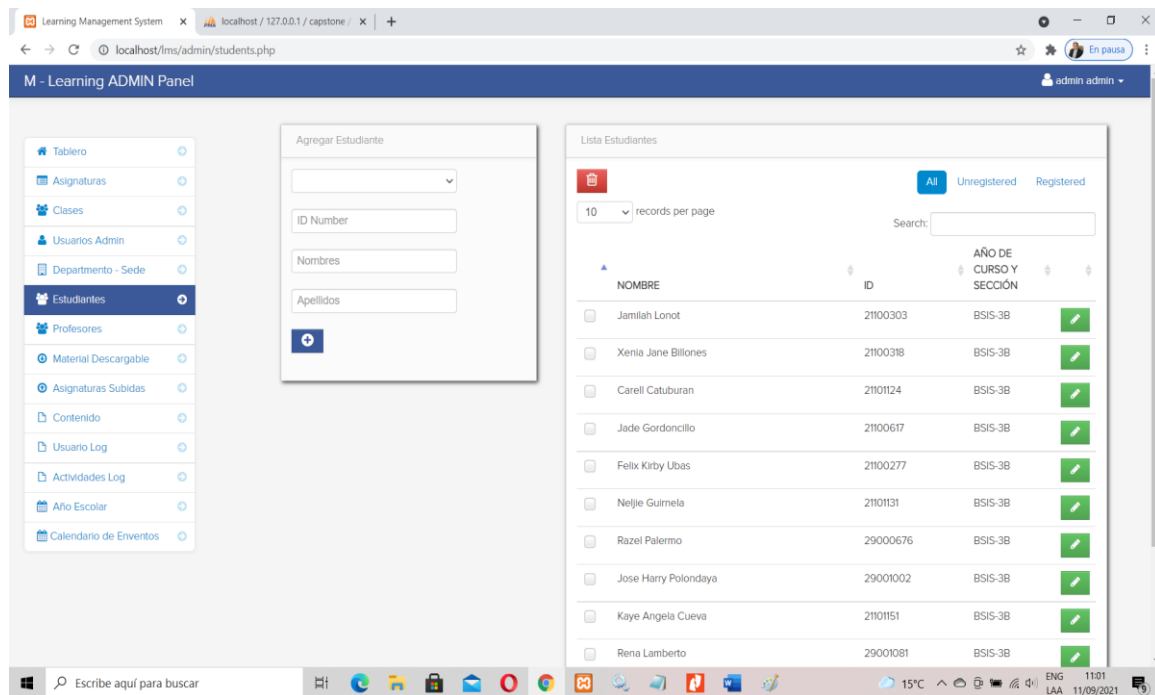 Learning Management System
localhost / 127.0.0.1 / capstone /
localhost/lms/admin/students.php
En pausa
M - Learning ADMIN Panel
admin admin
Tablero
Asignaturas
Clases
Usuarios Admin
Departmento - Sede
Estudiantes
Profesores
Material Descargable
Asignaturas Subidas
Contenido
Usuario Log
Actividades Log
Año Escolar
Calendario de Enventos
Agregar Estudiante
ID Number
Nombres
Apellidos
Lista Estudiantes
All Unregistered Registered
10 records per page
Search:
NOMBRE ID AÑO DE CURSO Y SECCIÓN
Jamilah Lonot 21100303 BSIS-3B
Xenia Jane Billones 21100318 BSIS-3B
Carell Catuburan 21101124 BSIS-3B
Jade Gordoncillo 21100617 BSIS-3B
Felix Kirby Ubas 21100277 BSIS-3B
Neljie Guirnela 21101131 BSIS-3B
Razel Palermo 29000676 BSIS-3B
Jose Harry Polondaya 29001002 BSIS-3B
Kaye Angela Cueva 21101151 BSIS-3B
Rena Lamberto 29001081 BSIS-3B
Escribe aquí para buscar
15°C
ENG
LAA
11:01
11/09/2021
9